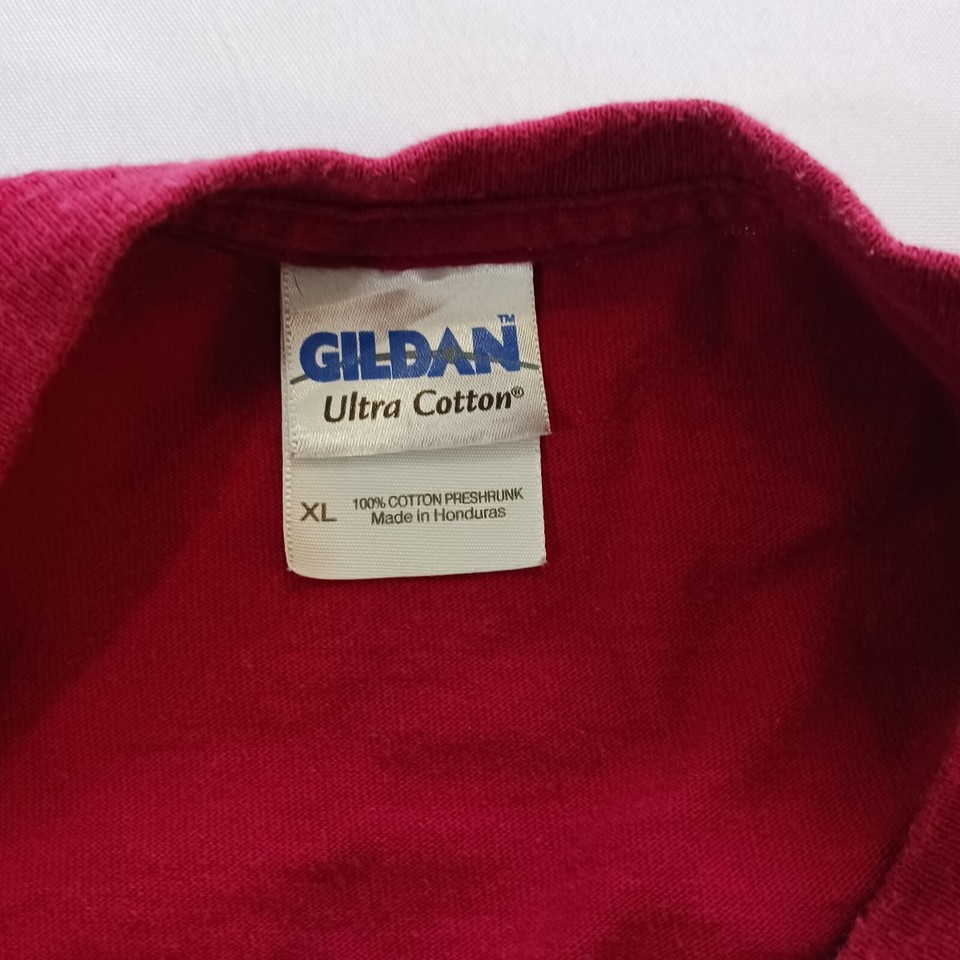 GILDAN™
Ultra Cotton®
XL 100% COTTON PRESHRUNK
Made in Honduras